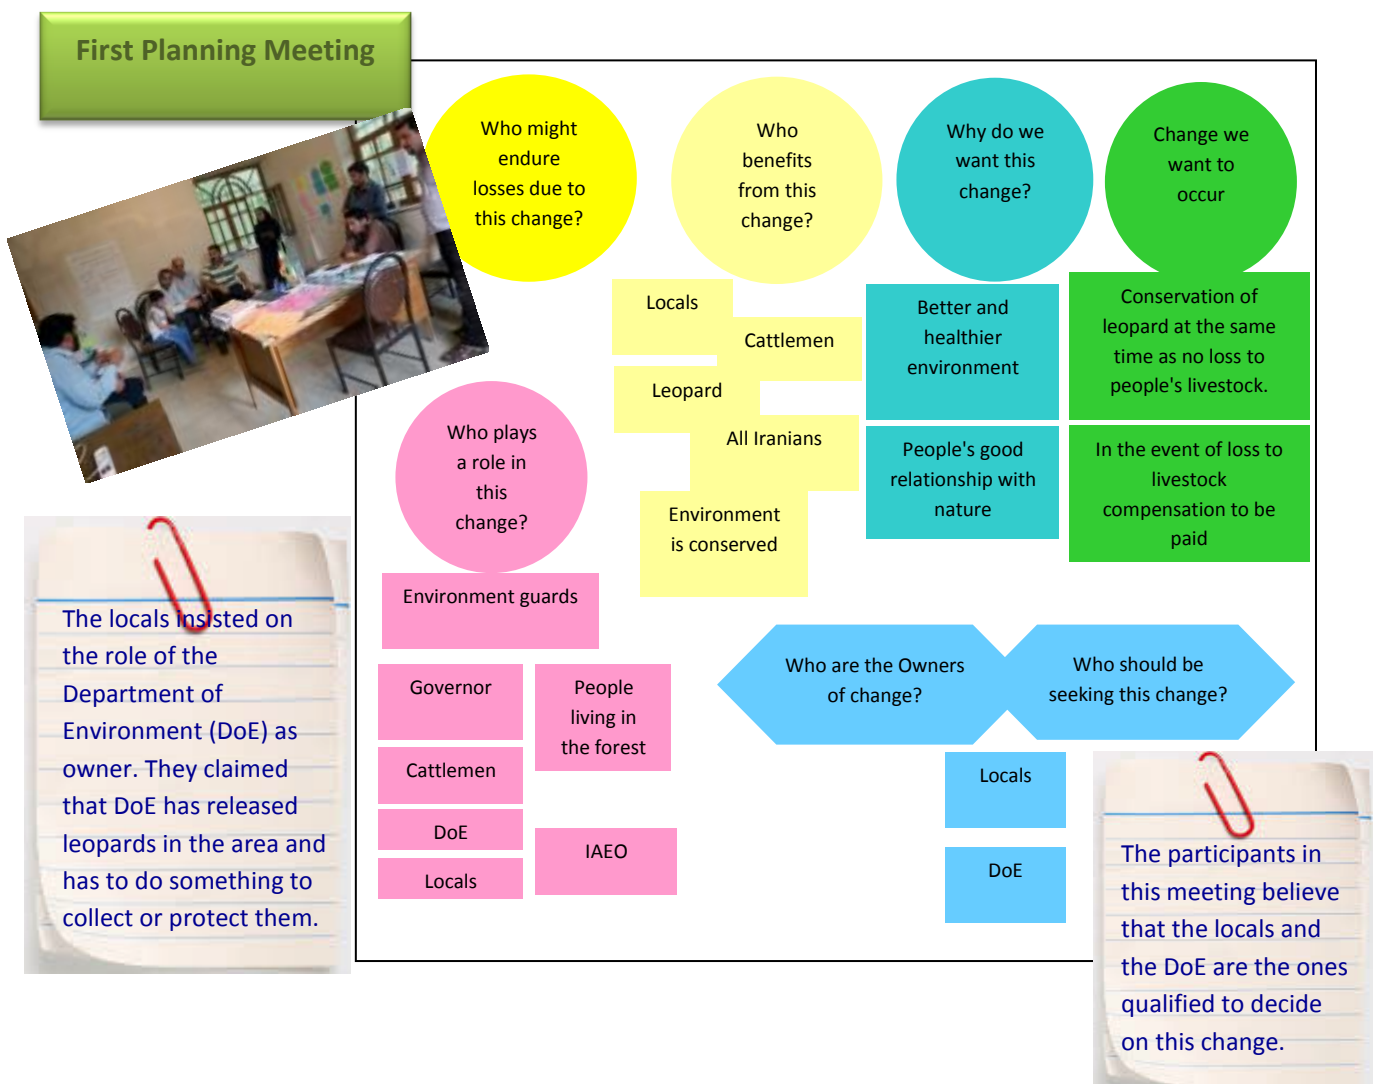 First Planning Meeting
Who might
endure
losses due to
this change?
Who
benefits
from this
change?
Why do we
want this
change?
Change we
want to
occur
Locals
Cattlemen
Leopard
All Iranians
Environment
is conserved
Better and
healthier
environment
People's good
relationship with
nature
Conservation of
leopard at the same
time as no loss to
people's livestock.
In the event of loss to
livestock
compensation to be
paid
Who plays
a role in
this
change?
Environment guards
Governor
People
living in
the forest
Cattlemen
DoE
IAEO
Locals
Who are the Owners
of change?
Who should be
seeking this change?
Locals
DoE
The locals insisted on
the role of the
Department of
Environment (DoE) as
owner. They claimed
that DoE has released
leopards in the area and
has to do something to
collect or protect them.
The participants in
this meeting believe
that the locals and
the DoE are the ones
qualified to decide
on this change.